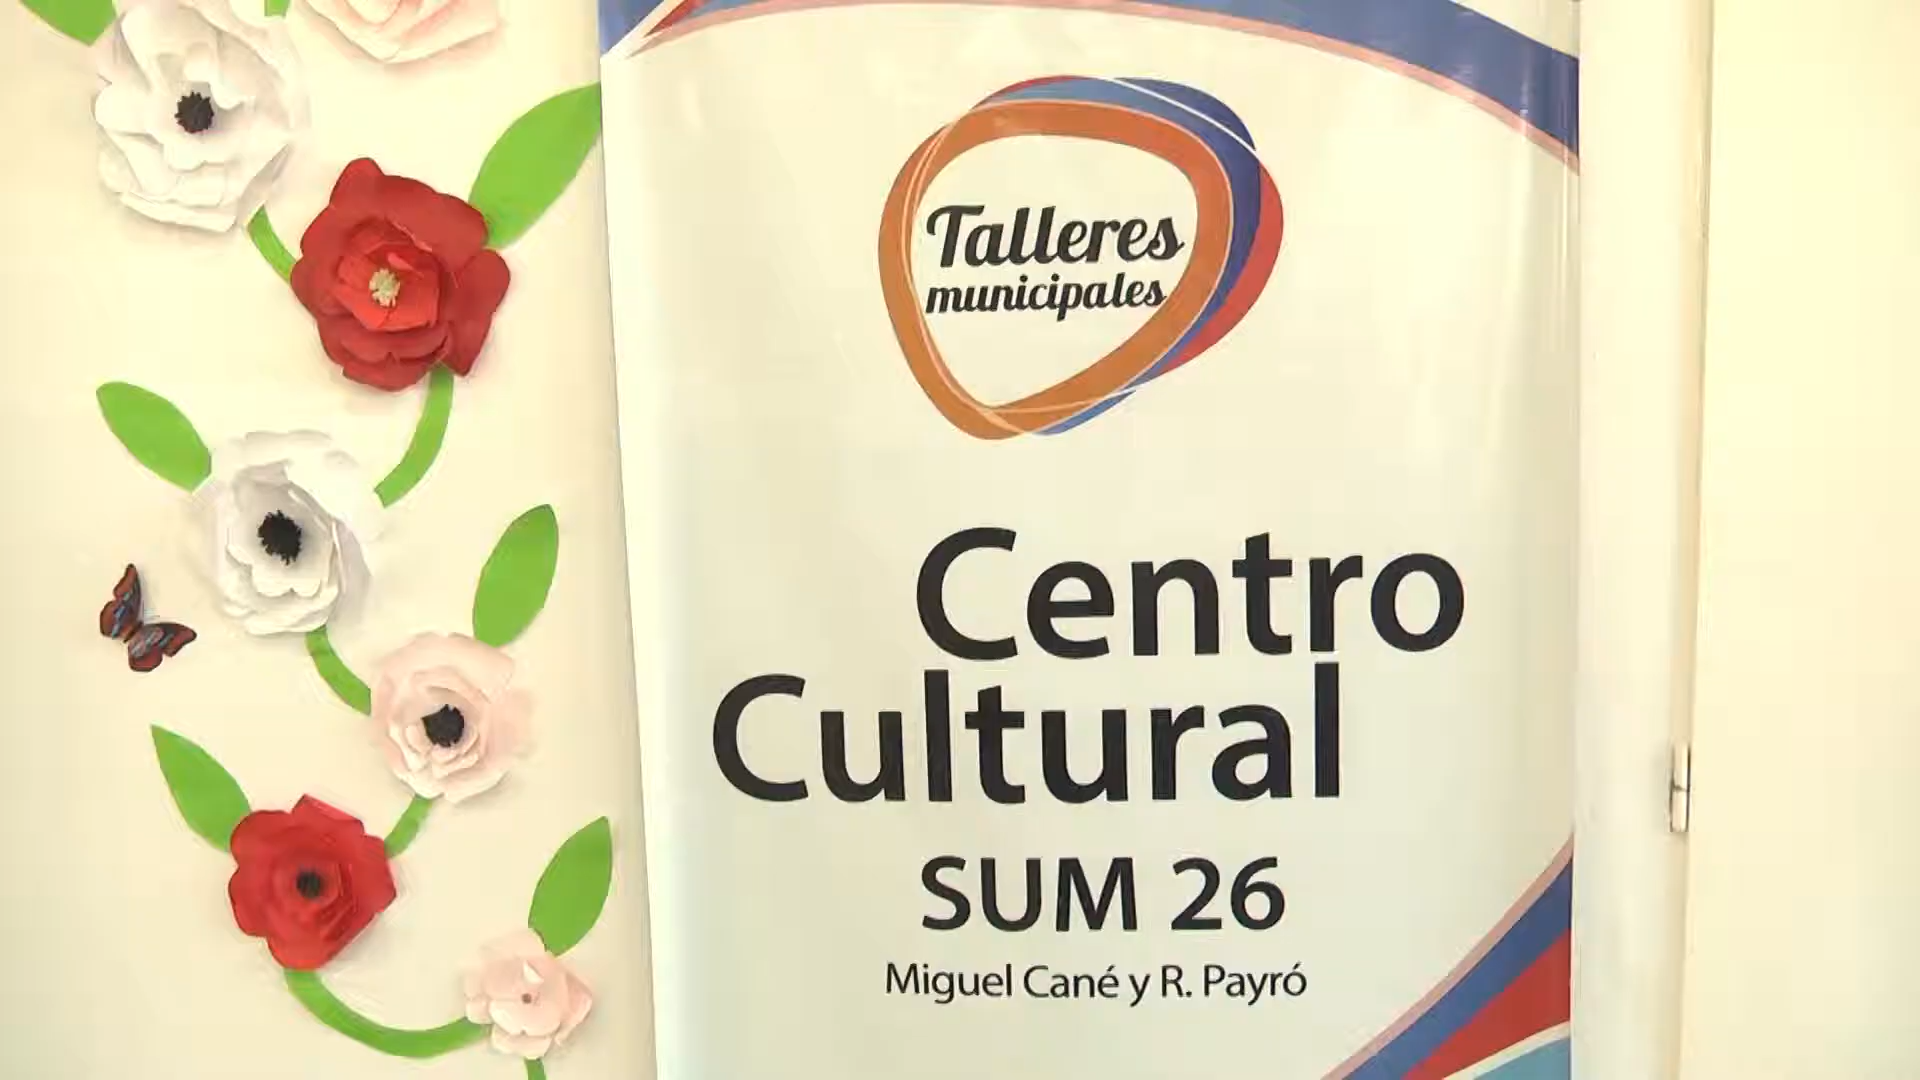 Talleres
municipales
Centro
Cultural
SUM 26
Miguel Cané y R. Payró